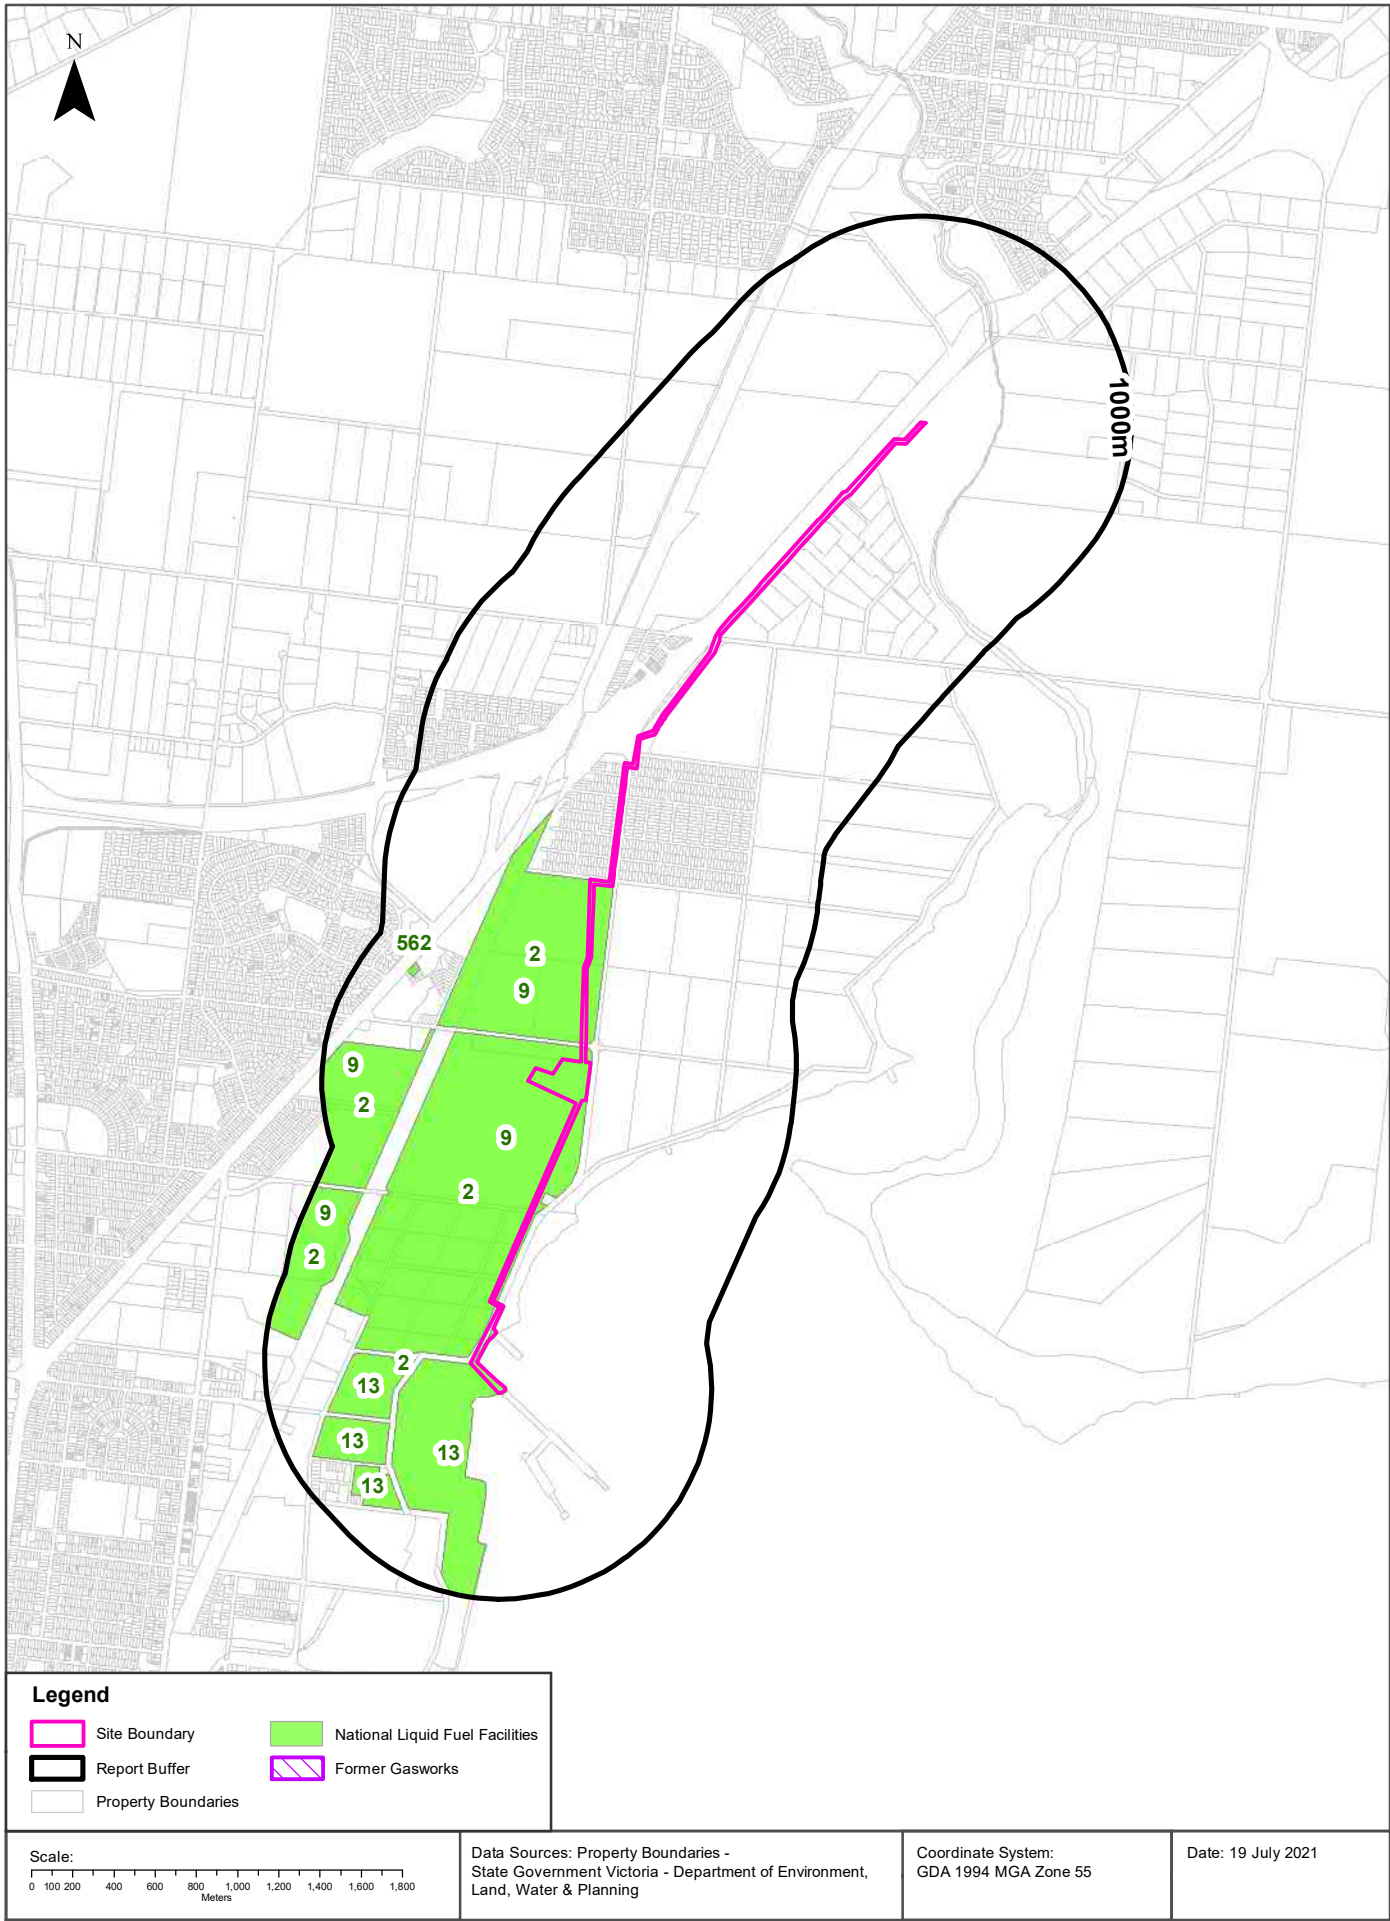 N
1000m
562
2
9
9
2
9
2
9
2
2
13
13
13
13
Legend
Site Boundary
National Liquid Fuel Facilities
Report Buffer
Former Gasworks
Property Boundaries
Scale:
0 100 200 400 600 800 1,000 1,200 1,400 1,600 1,800
Meters
Data Sources: Property Boundaries -
State Government Victoria - Department of Environment,
Land, Water & Planning
Coordinate System:
GDA 1994 MGA Zone 55
Date: 19 July 2021